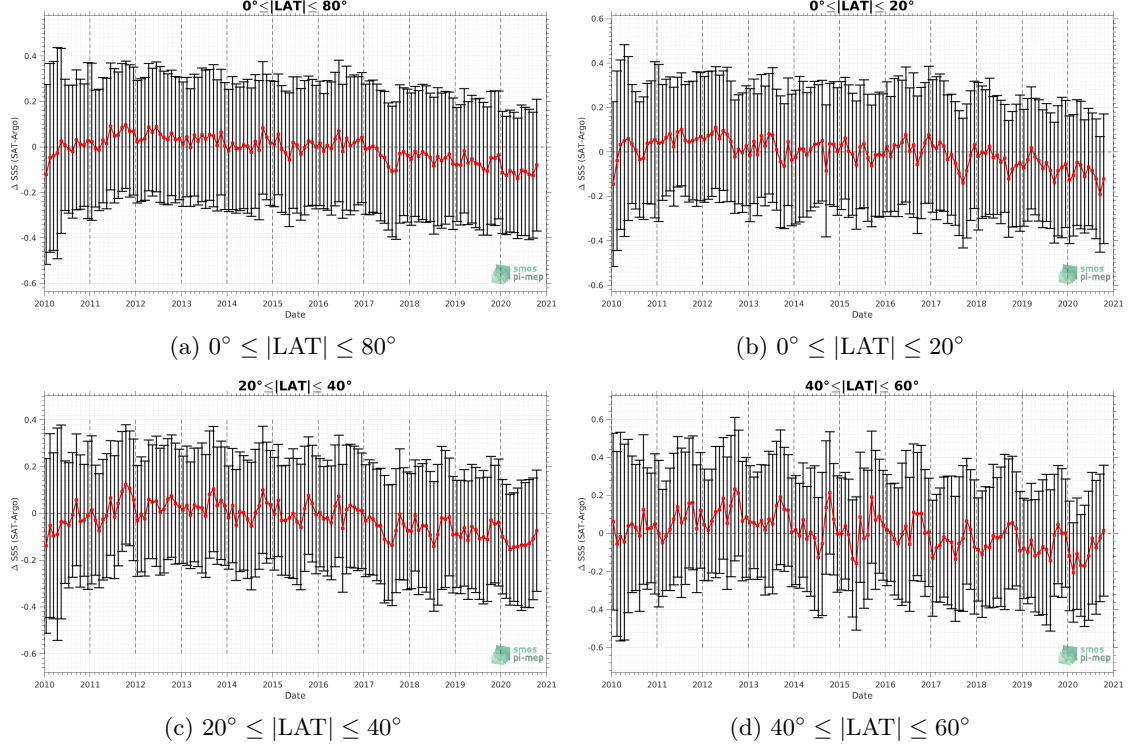 0°≤|LAT|≤ 80°
Δ SSS (SAT-Argo)
0.4
0.2
0
-0.2
-0.4
-0.6
2010 2011 2012 2013 2014 2015 2016 2017 2018 2019 2020 2021
Date
smos
pi-mep
(a) 0° ≤ |LAT| ≤ 80°
0°≤|LAT|≤ 20°
Δ SSS (SAT-Argo)
0.6
0.4
0.2
0
-0.2
-0.4
-0.6
2010 2011 2012 2013 2014 2015 2016 2017 2018 2019 2020 2021
Date
smos
pi-mep
(b) 0° ≤ |LAT| ≤ 20°
20°≤|LAT|≤ 40°
Δ SSS (SAT-Argo)
0.4
0.2
0
-0.2
-0.4
-0.6
2010 2011 2012 2013 2014 2015 2016 2017 2018 2019 2020 2021
Date
smos
pi-mep
(c) 20° ≤ |LAT| ≤ 40°
40°≤|LAT|≤ 60°
Δ SSS (SAT-Argo)
0.6
0.4
0.2
0.0
-0.2
-0.4
-0.6
2010 2011 2012 2013 2014 2015 2016 2017 2018 2019 2020 2021
Date
smos
pi-mep
(d) 40° ≤ |LAT| ≤ 60°